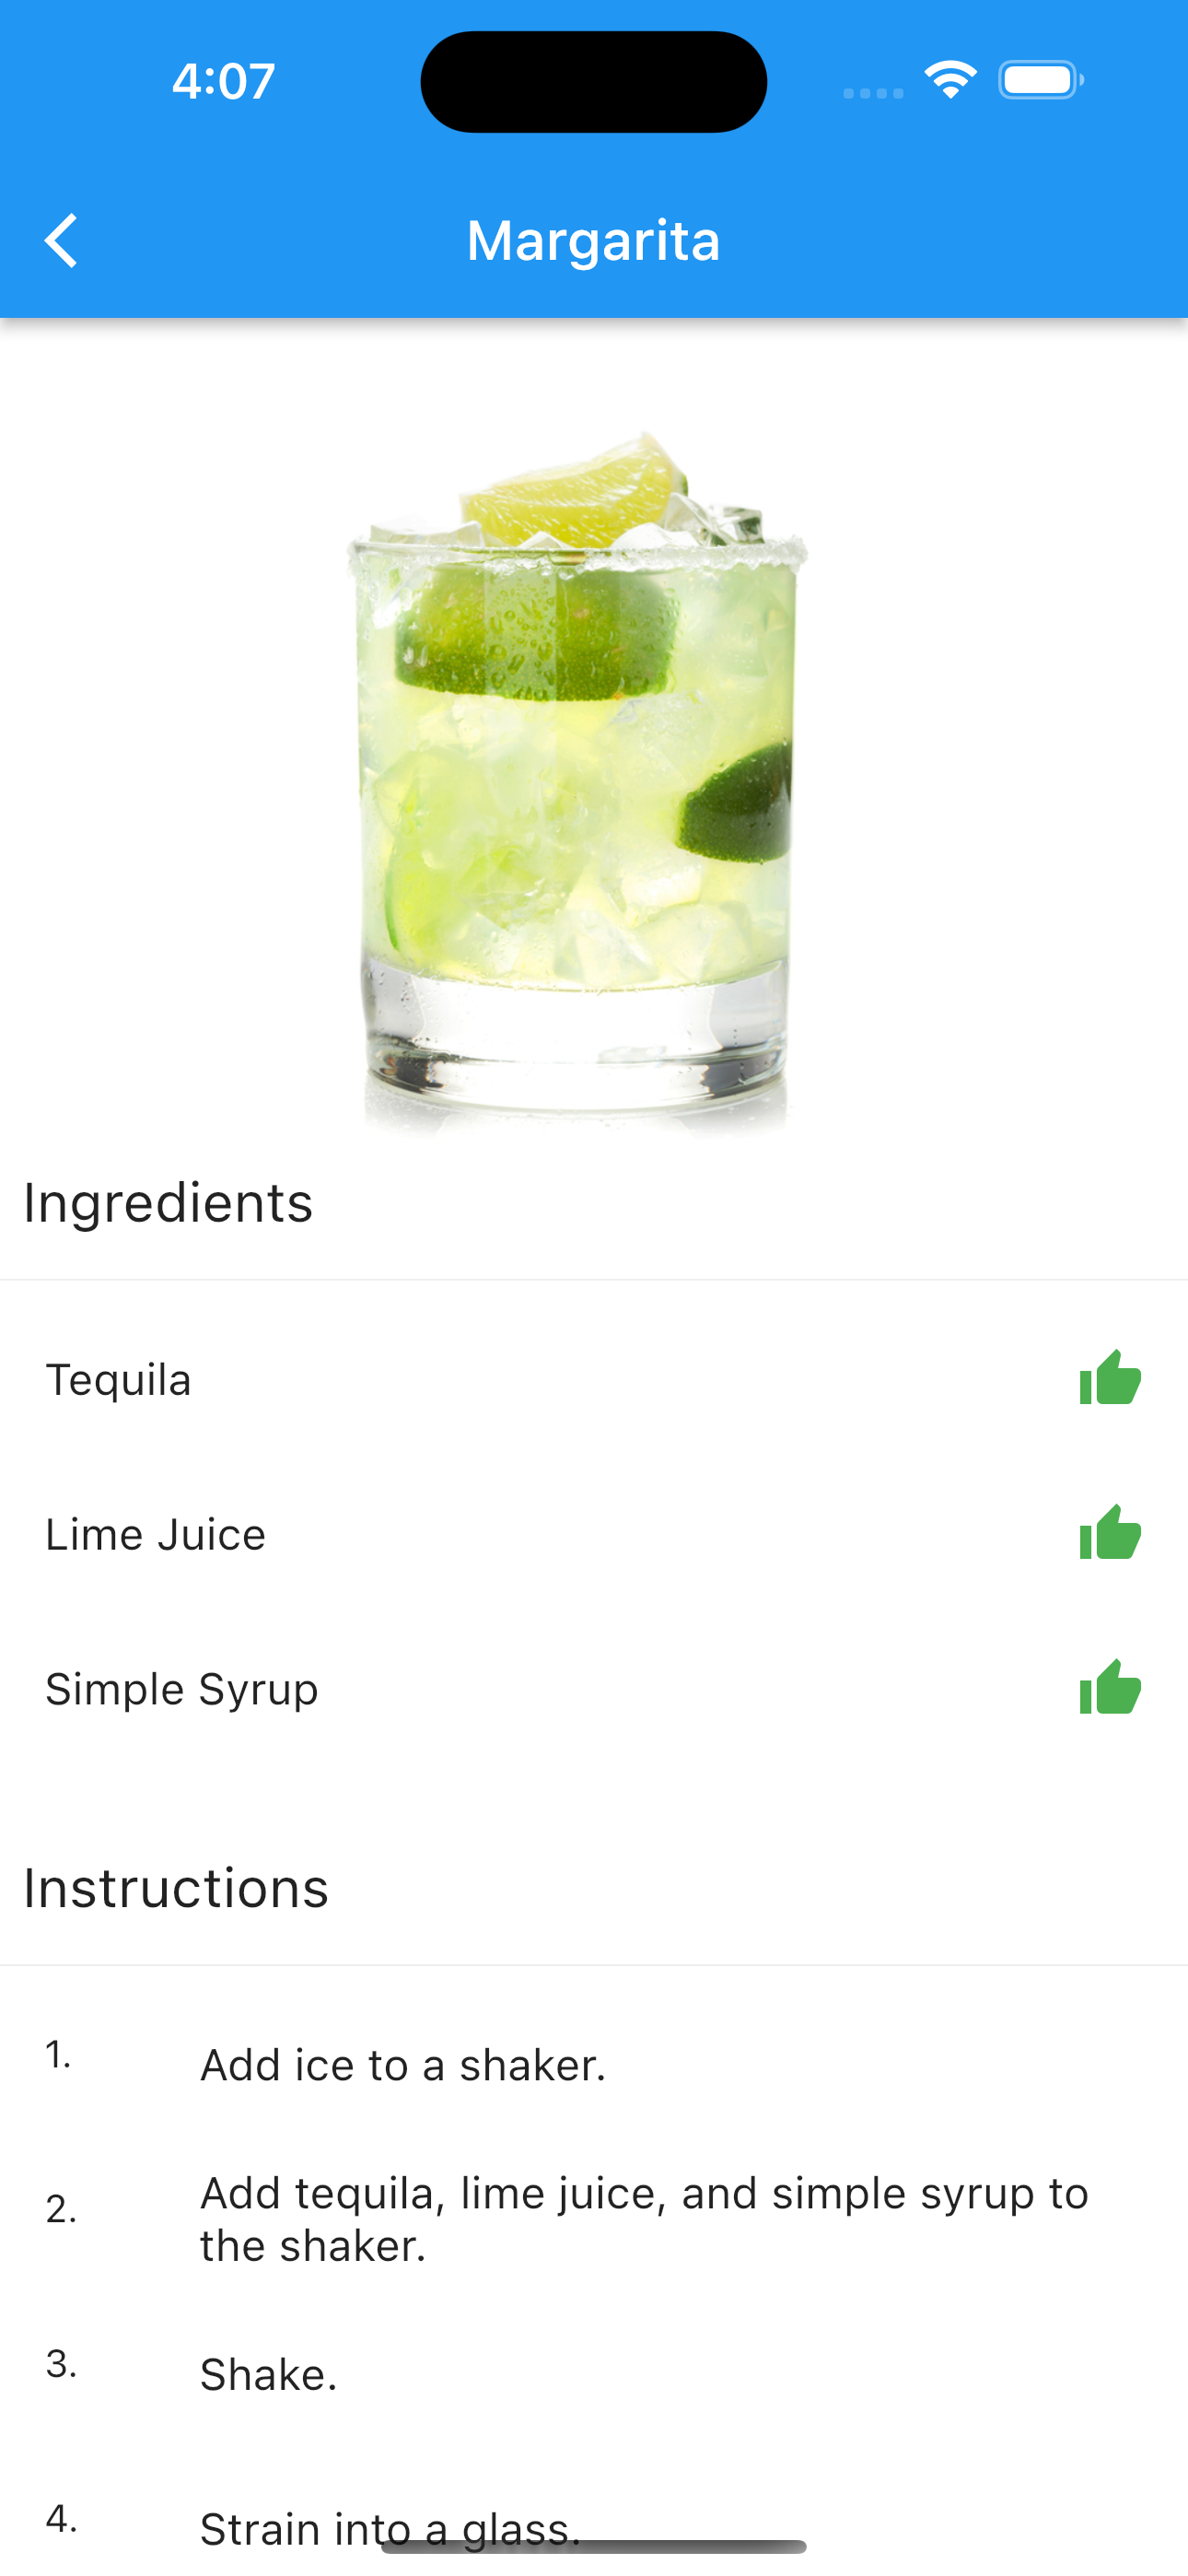 4:07
Margarita
Ingredients
Tequila
Lime Juice
Simple Syrup
Instructions
1. Add ice to a shaker.
2. Add tequila, lime juice, and simple syrup to
the shaker.
3. Shake.
4. Strain into a glass.